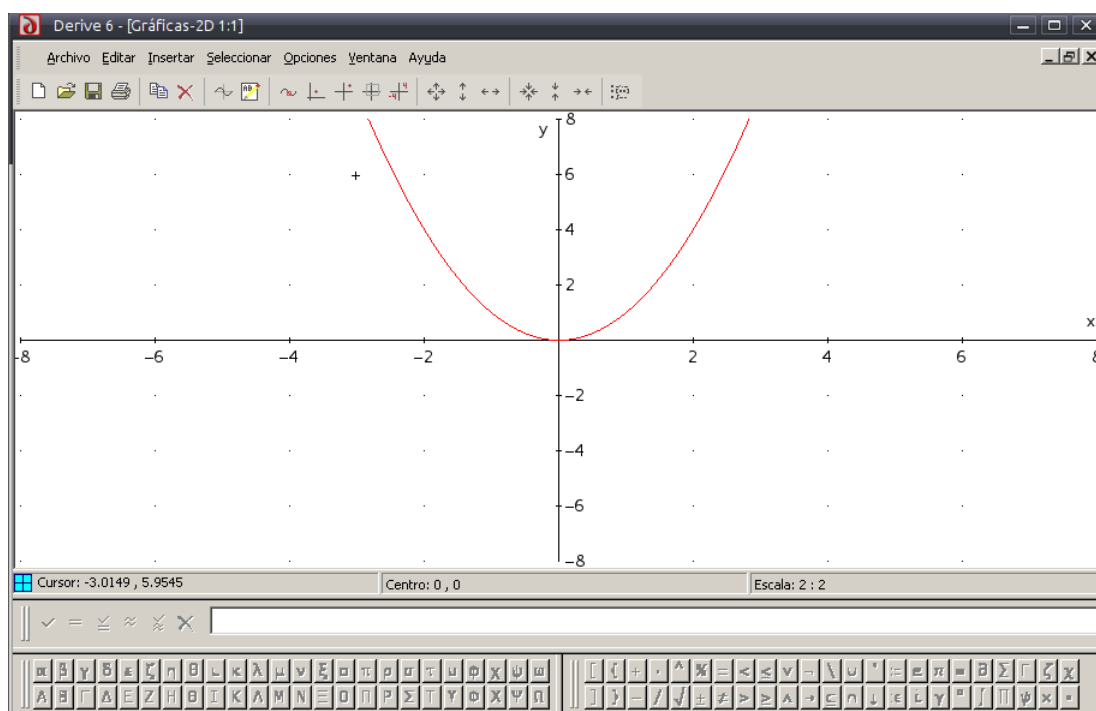 Derive 6 - [Gráficas-2D 1:1]
Archivo Editar Insertar Seleccionar Opciones Ventana Ayuda
y
8
6
4
2
x
-8 -6 -4 -2 2 4 6 8
-2
-4
-6
-8
Cursor: -3.0149 , 5.9545 Centro: 0 , 0 Escala: 2 : 2
α β γ δ ε ζ η θ ι κ λ μ ν ξ ο π ρ σ τ υ φ χ ψ ω
Α Β Γ Δ Ε Ζ Η Θ Ι Κ Λ Μ Ν Ξ Ο Π Ρ Σ Τ Υ Φ Χ Ψ Ω